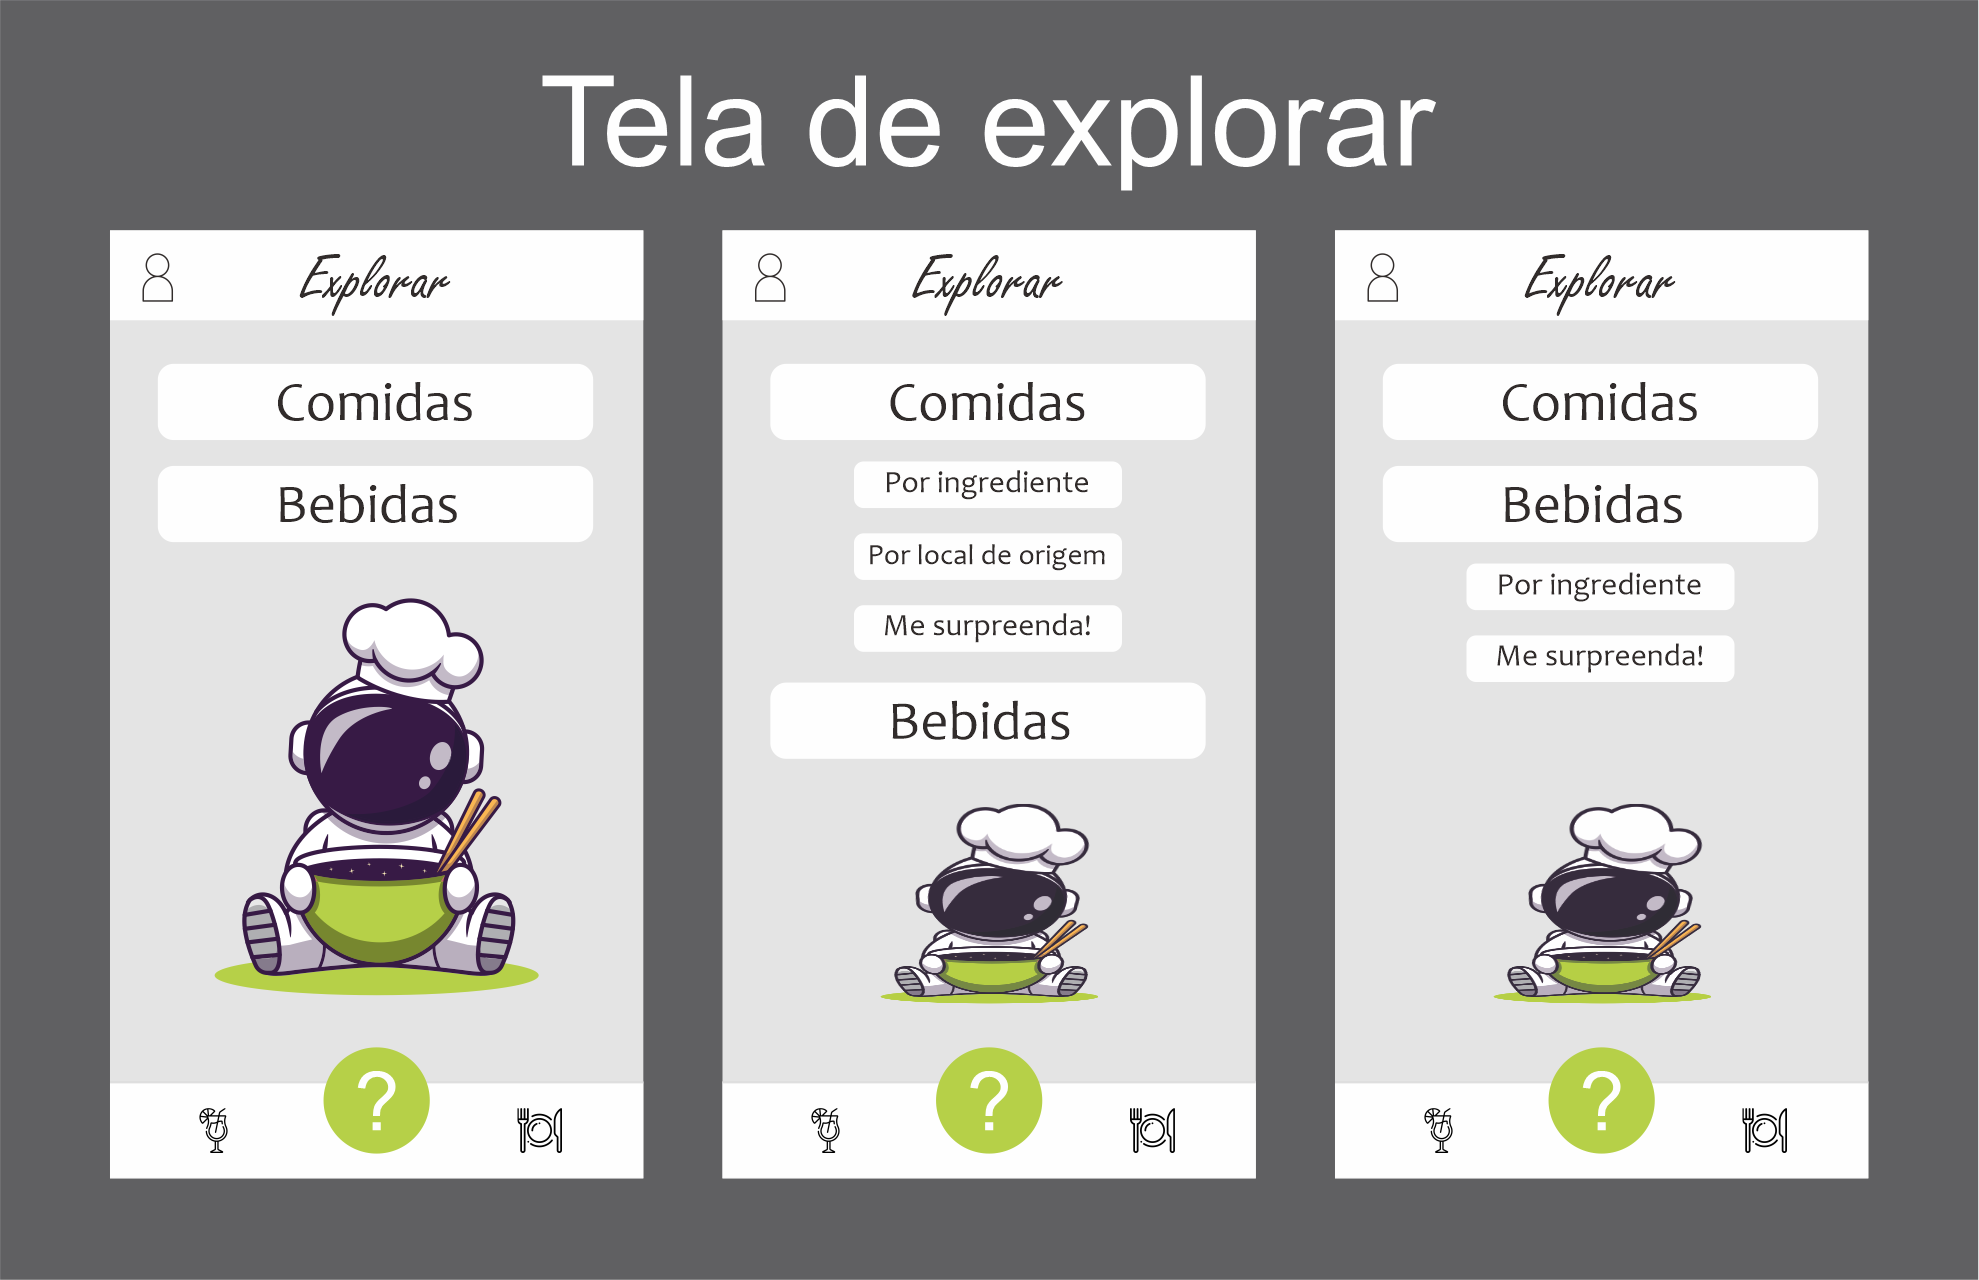 Tela de explorar
Explorar
Comidas
Bebidas
?
Explorar
Comidas
Por ingrediente
Por local de origem
Me surpreenda!
Bebidas
?
Explorar
Comidas
Bebidas
Por ingrediente
Me surpreenda!
?